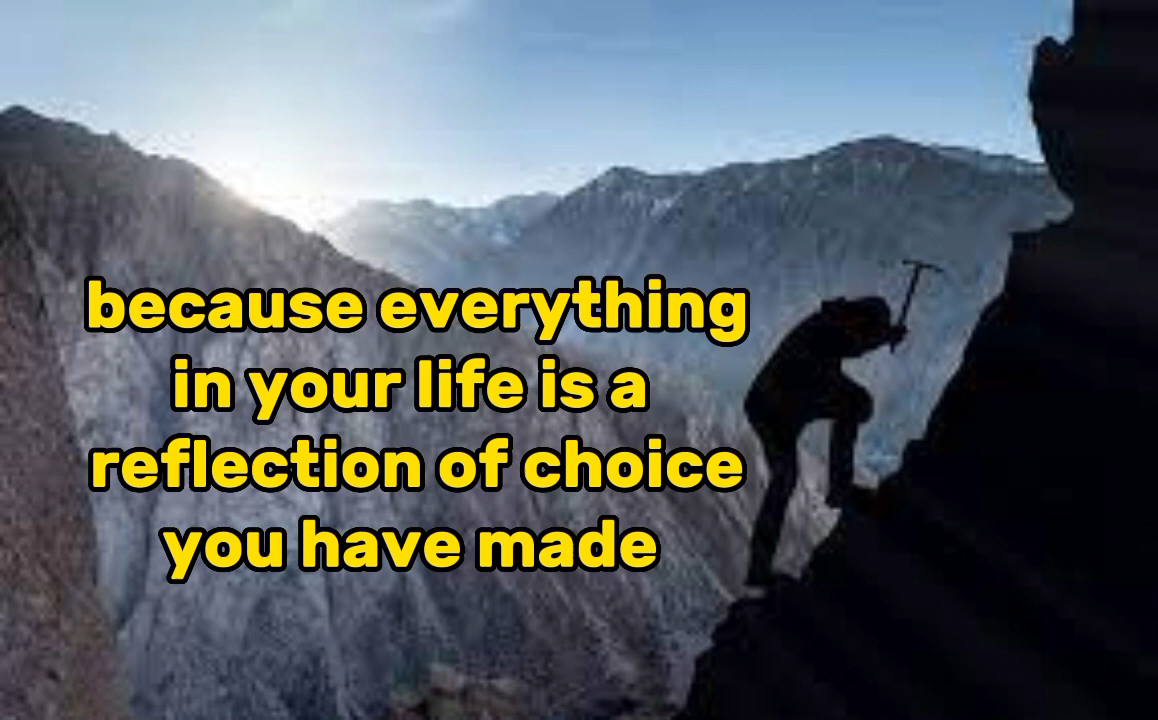 because everything
in your life is a
reflection of choice
you have made